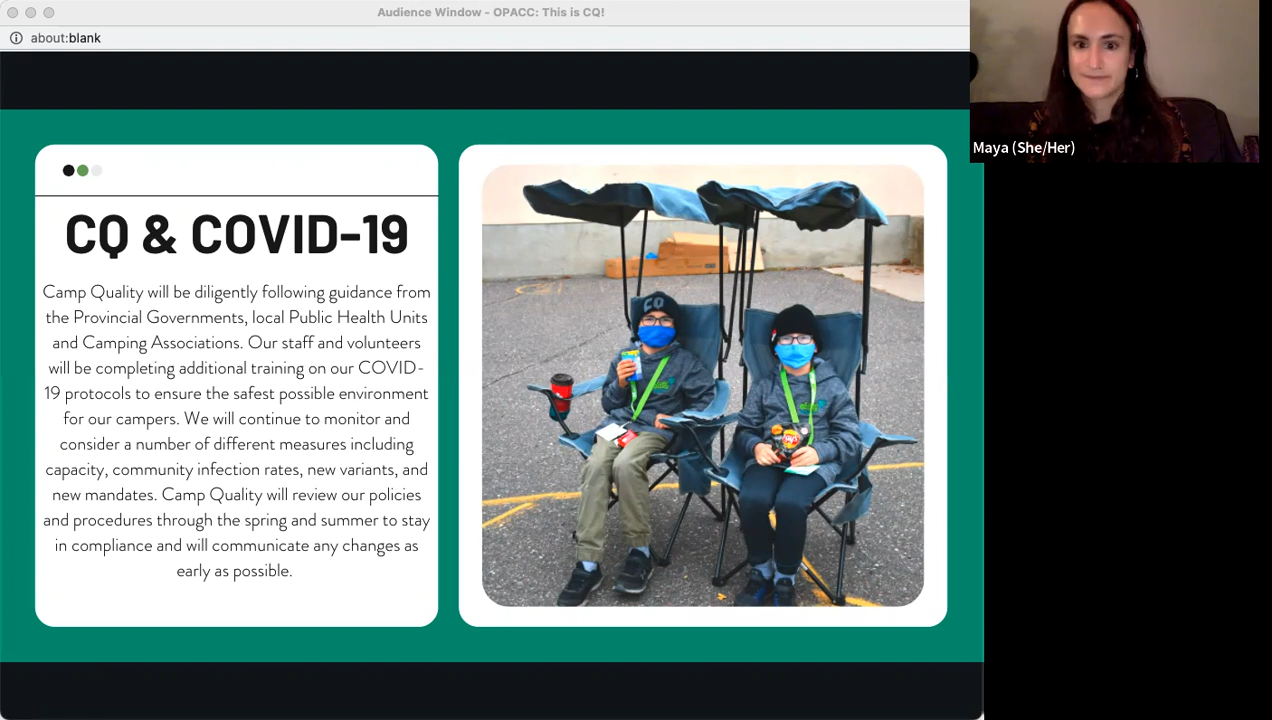 Audience Window - OPACC: This is CQ!
about:blank
Maya (She/Her)
CQ & COVID-19
Camp Quality will be diligently following guidance from
the Provincial Governments, local Public Health Units
and Camping Associations. Our staff and volunteers
will be completing additional training on our COVID-
19 protocols to ensure the safest possible environment
for our campers. We will continue to monitor and
consider a number of different measures including
capacity, community infection rates, new variants, and
new mandates. Camp Quality will review our policies
and procedures through the spring and summer to stay
in compliance and will communicate any changes as
early as possible.
CQ
Lays